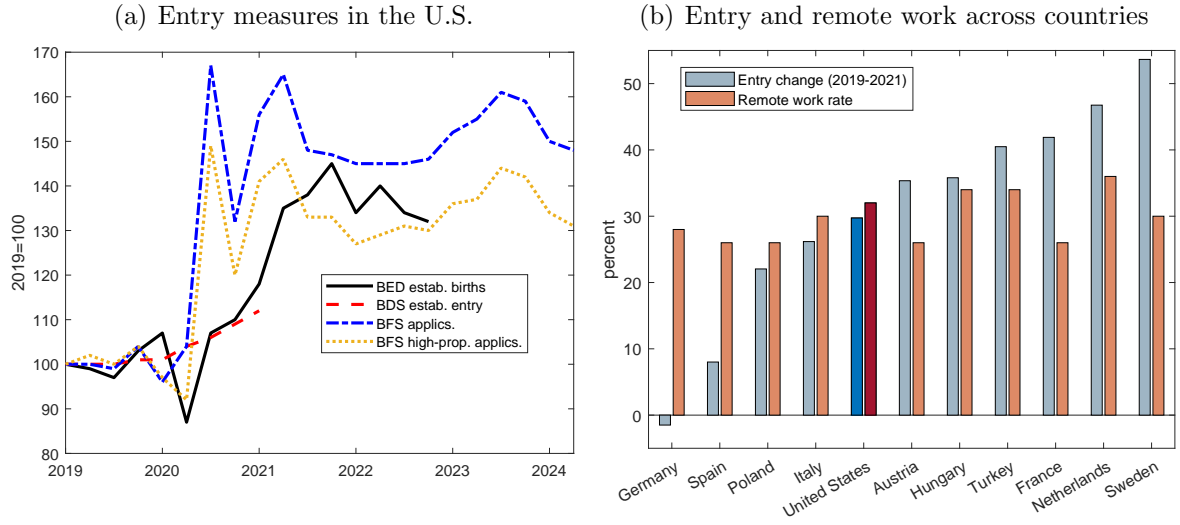 (a) Entry measures in the U.S.
170
160
150
140
130
120
110
100
90
80
2019=100
2019 2020 2021 2022 2023 2024
BED estab. births
BDS estab. entry
BFS applics.
BFS high-prop. applics.
(b) Entry and remote work across countries
50
40
30
20
10
0
percent
Entry change (2019-2021)
Remote work rate
Germany
Spain
Poland
Italy
United States
Austria
Hungary
Turkey
France
Netherlands
Sweden